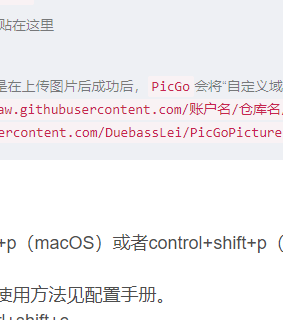 贴在这里
是在上传图片后成功后，PicGo 会将“自定义域
aw.githubusercontent.com/账户名/仓库名
ercontent.com/DuebassLei/PicGoPicture
+p（macOS）或者control+shift+p（
使用方法见配置手册。